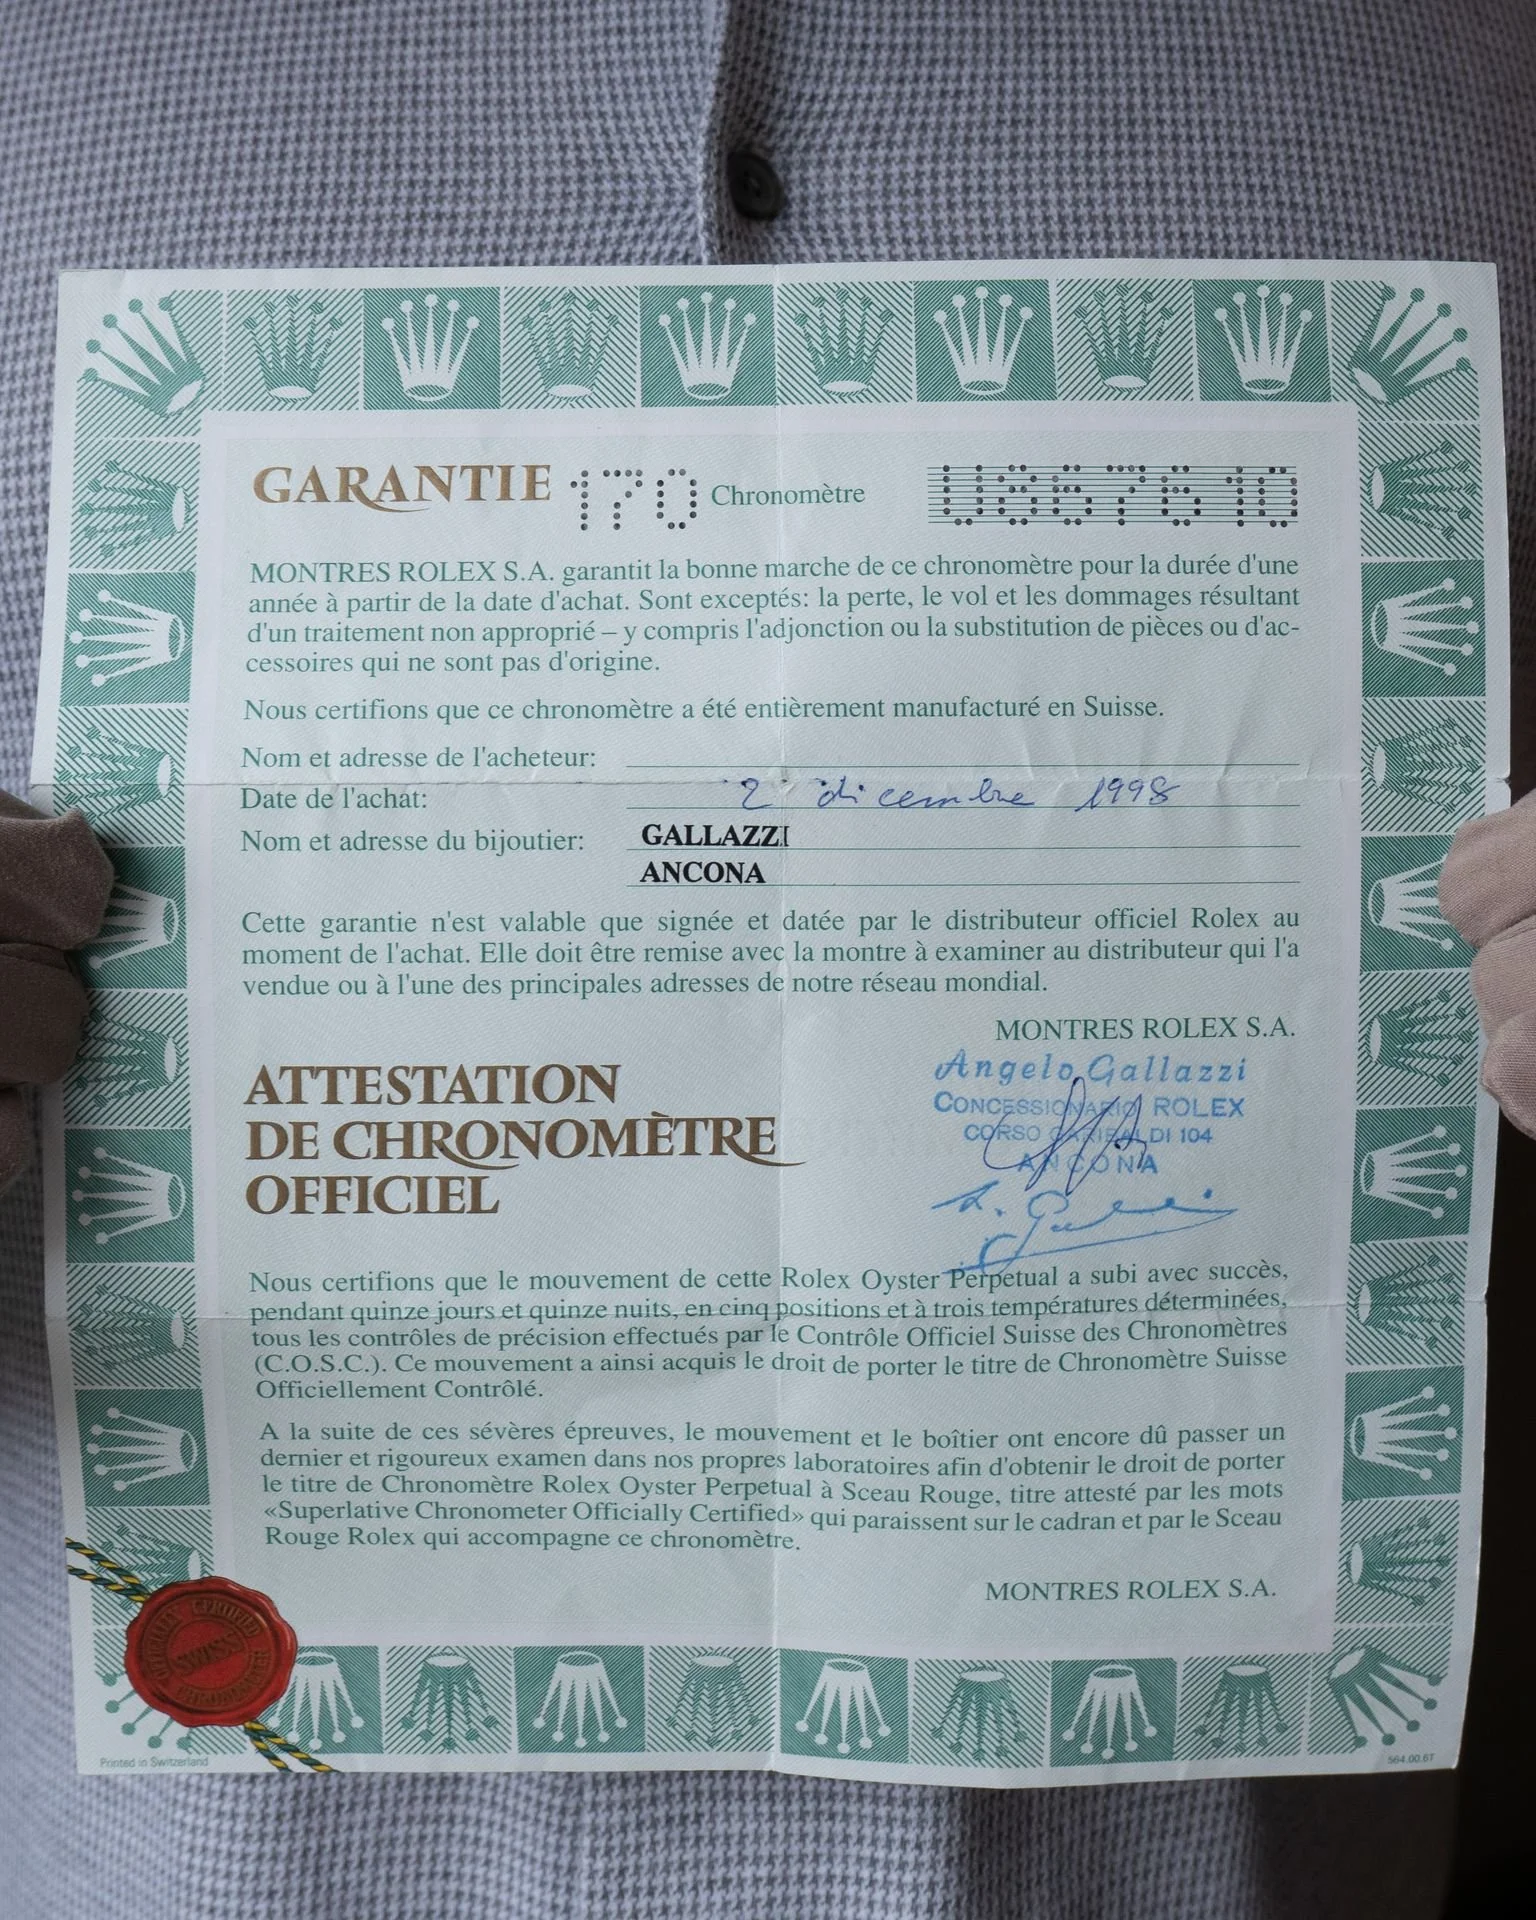 GARANTIE 170 Chronomètre U867610
MONTRES ROLEX S.A. garantit la bonne marche de ce chronomètre pour la durée d'une
année à partir de la date d'achat. Sont exceptés: la perte, le vol et les dommages résultant
d'un traitement non approprié – y compris l'adjonction ou la substitution de pièces ou d'ac-
cessoires qui ne sont pas d'origine.
Nous certifions que ce chronomètre a été entièrement manufacturé en Suisse.
Nom et adresse de l'acheteur:
Date de l'achat: 2 dicembre 1998
Nom et adresse du bijoutier: GALLAZZI
ANCONA
Cette garantie n'est valable que signée et datée par le distributeur officiel Rolex au
moment de l'achat. Elle doit être remise avec la montre à examiner au distributeur qui l'a
vendue ou à l'une des principales adresses de notre réseau mondial.
MONTRES ROLEX S.A.
Angelo Gallazzi
CONCESSIONARIO ROLEX
CORSO GARIBALDI 104
ANCONA
ATTESTATION
DE CHRONOMÈTRE
OFFICIEL
Nous certifions que le mouvement de cette Rolex Oyster Perpetual a subi avec succès,
pendant quinze jours et quinze nuits, en cinq positions et à trois températures déterminées,
tous les contrôles de précision effectués par le Contrôle Officiel Suisse des Chronomètres
(C.O.S.C.). Ce mouvement a ainsi acquis le droit de porter le titre de Chronomètre Suisse
Officiellement Contrôlé.
A la suite de ces sévères épreuves, le mouvement et le boîtier ont encore dû passer un
dernier et rigoureux examen dans nos propres laboratoires afin d'obtenir le droit de porter
le titre de Chronomètre Rolex Oyster Perpetual à Sceau Rouge, titre attesté par les mots
«Superlative Chronometer Officially Certified» qui paraissent sur le cadran et par le Sceau
Rouge Rolex qui accompagne ce chronomètre.
MONTRES ROLEX S.A.
OFFICIALLY CERTIFIED
SWISS
CHRONOMETER
Printed in Switzerland
564.00.67